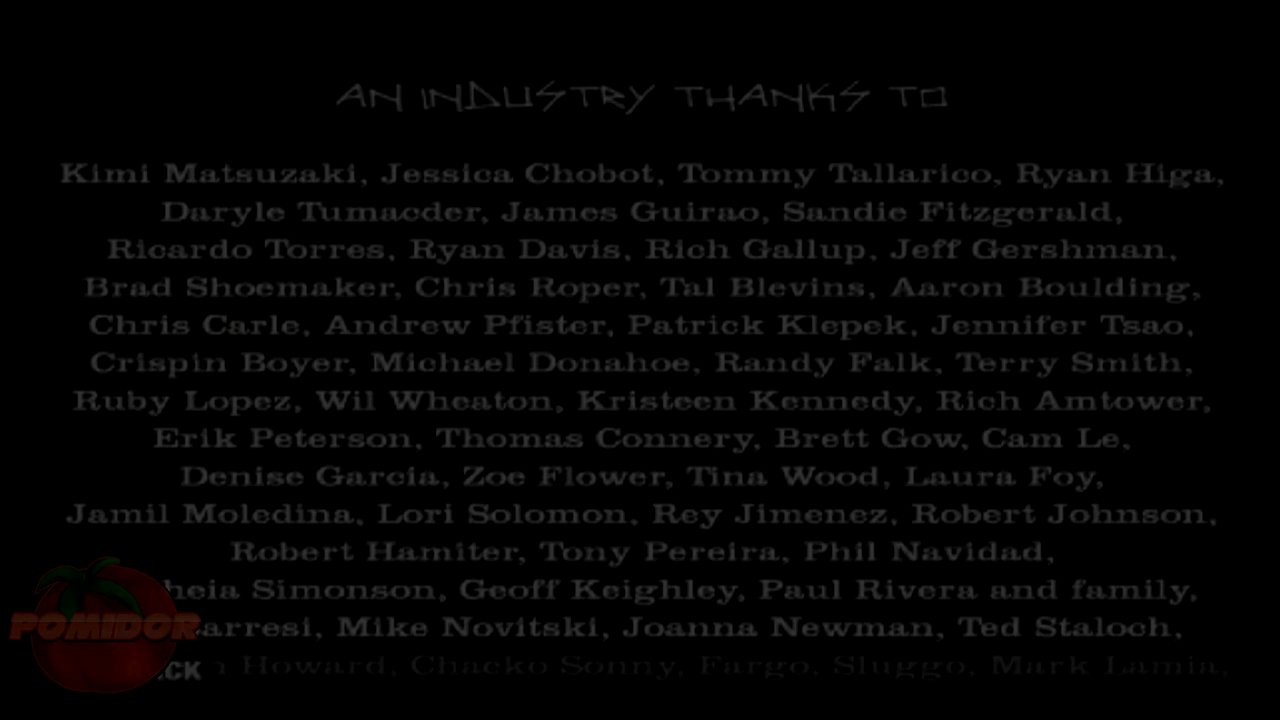 AN INDUSTRY THANKS TO
Kimi Matsuzaki, Jessica Chobot, Tommy Tallarico, Ryan Higa,
Daryle Tumacder, James Guirao, Sandie Fitzgerald,
Ricardo Torres, Ryan Davis, Rich Gallup, Jeff Gershman,
Brad Shoemaker, Chris Roper, Tal Blevins, Aaron Boulding,
Chris Carle, Andrew Pfister, Patrick Klepek, Jennifer Tsao,
Crispin Boyer, Michael Donahoe, Randy Falk, Terry Smith,
Ruby Lopez, Wil Wheaton, Kristeen Kennedy, Rich Amtower,
Erik Peterson, Thomas Connery, Brett Gow, Cam Le,
Denise Garcia, Zoe Flower, Tina Wood, Laura Foy,
Jamil Moledina, Lori Solomon, Rey Jimenez, Robert Johnson,
Robert Hamiter, Tony Pereira, Phil Navidad,
Simonson, Geoff Keighley, Paul Rivera and family,
POMIDOR
Mike Novitski, Joanna Newman, Ted Staloch,
Howard, Chacko Sonny, Fargo, Sluggo, Mark Lamia,